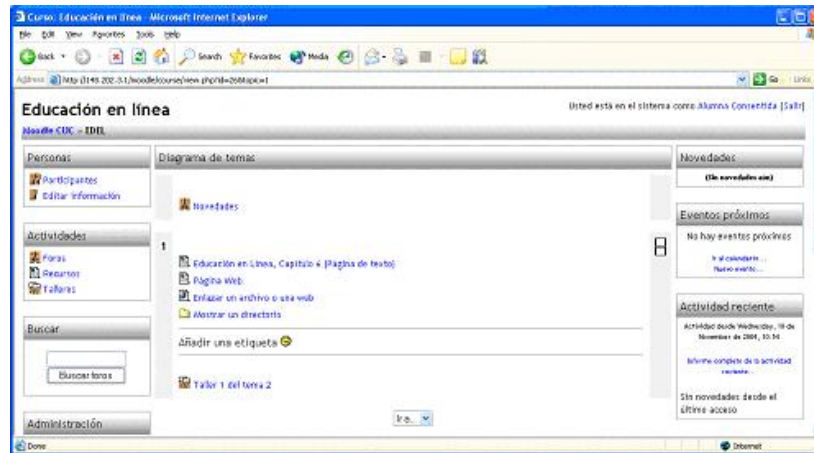 Curso: Educación en línea - Microsoft Internet Explorer
File Edit View Favorites Tools Help
Back Search Favorites Media
Address Go Links
Educación en línea
Usted está en el sistema como Alumna Consentida (Salir)
Moodle CUC - EDEL
Personas
Participantes
Editar información
Actividades
Foros
Recursos
Talleres
Buscar
Buscar foros
Administración
Diagrama de temas
Novedades
1
Educación en Línea, Capítulo 6 (Página de texto)
Página Web
Enlazar un archivo o una web
Mostrar un directorio
Añadir una etiqueta
Taller 1 del tema 2
Ir a...
Novedades
(Sin novedades aún)
Eventos próximos
No hay eventos próximos
Ir al calendario...
Nuevo evento...
Actividad reciente
Actividad desde Wednesday, de
November de 2004,
Informe completo de la actividad
reciente...
Sin novedades desde el
último acceso
Done
Internet